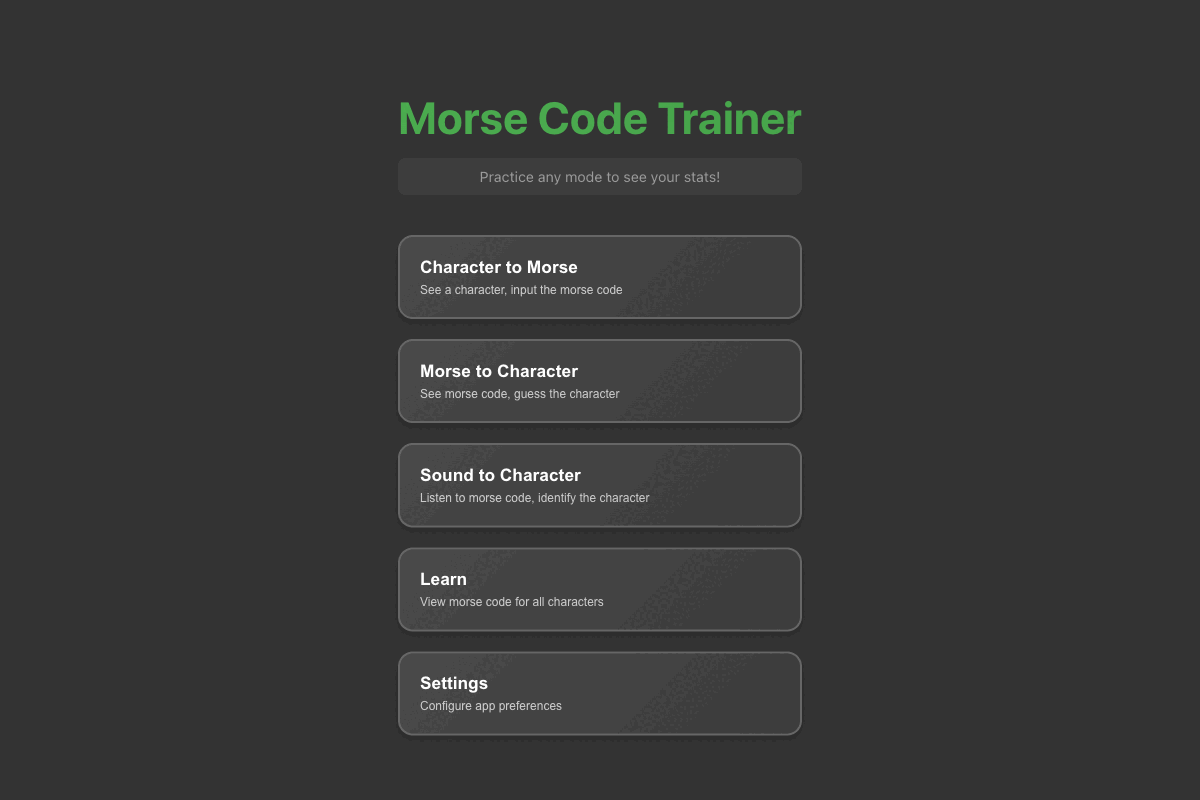 Morse Code Trainer
Practice any mode to see your stats!
Character to Morse
See a character, input the morse code
Morse to Character
See morse code, guess the character
Sound to Character
Listen to morse code, identify the character
Learn
View morse code for all characters
Settings
Configure app preferences